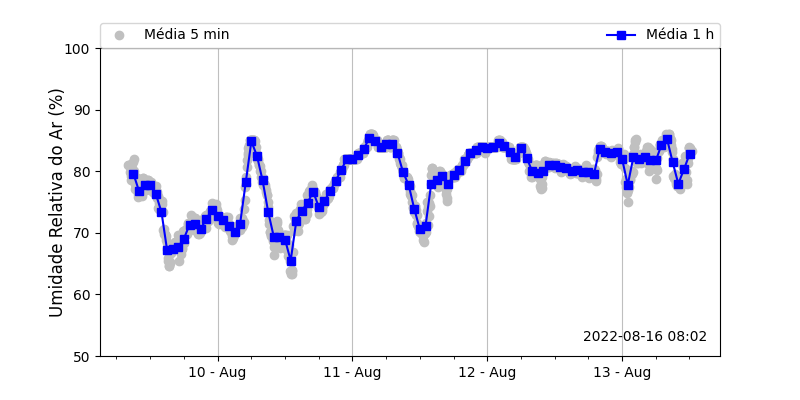 Média 5 min
Média 1 h
100
90
80
70
60
50
Umidade Relativa do Ar (%)
2022-08-16 08:02
10 - Aug
11 - Aug
12 - Aug
13 - Aug